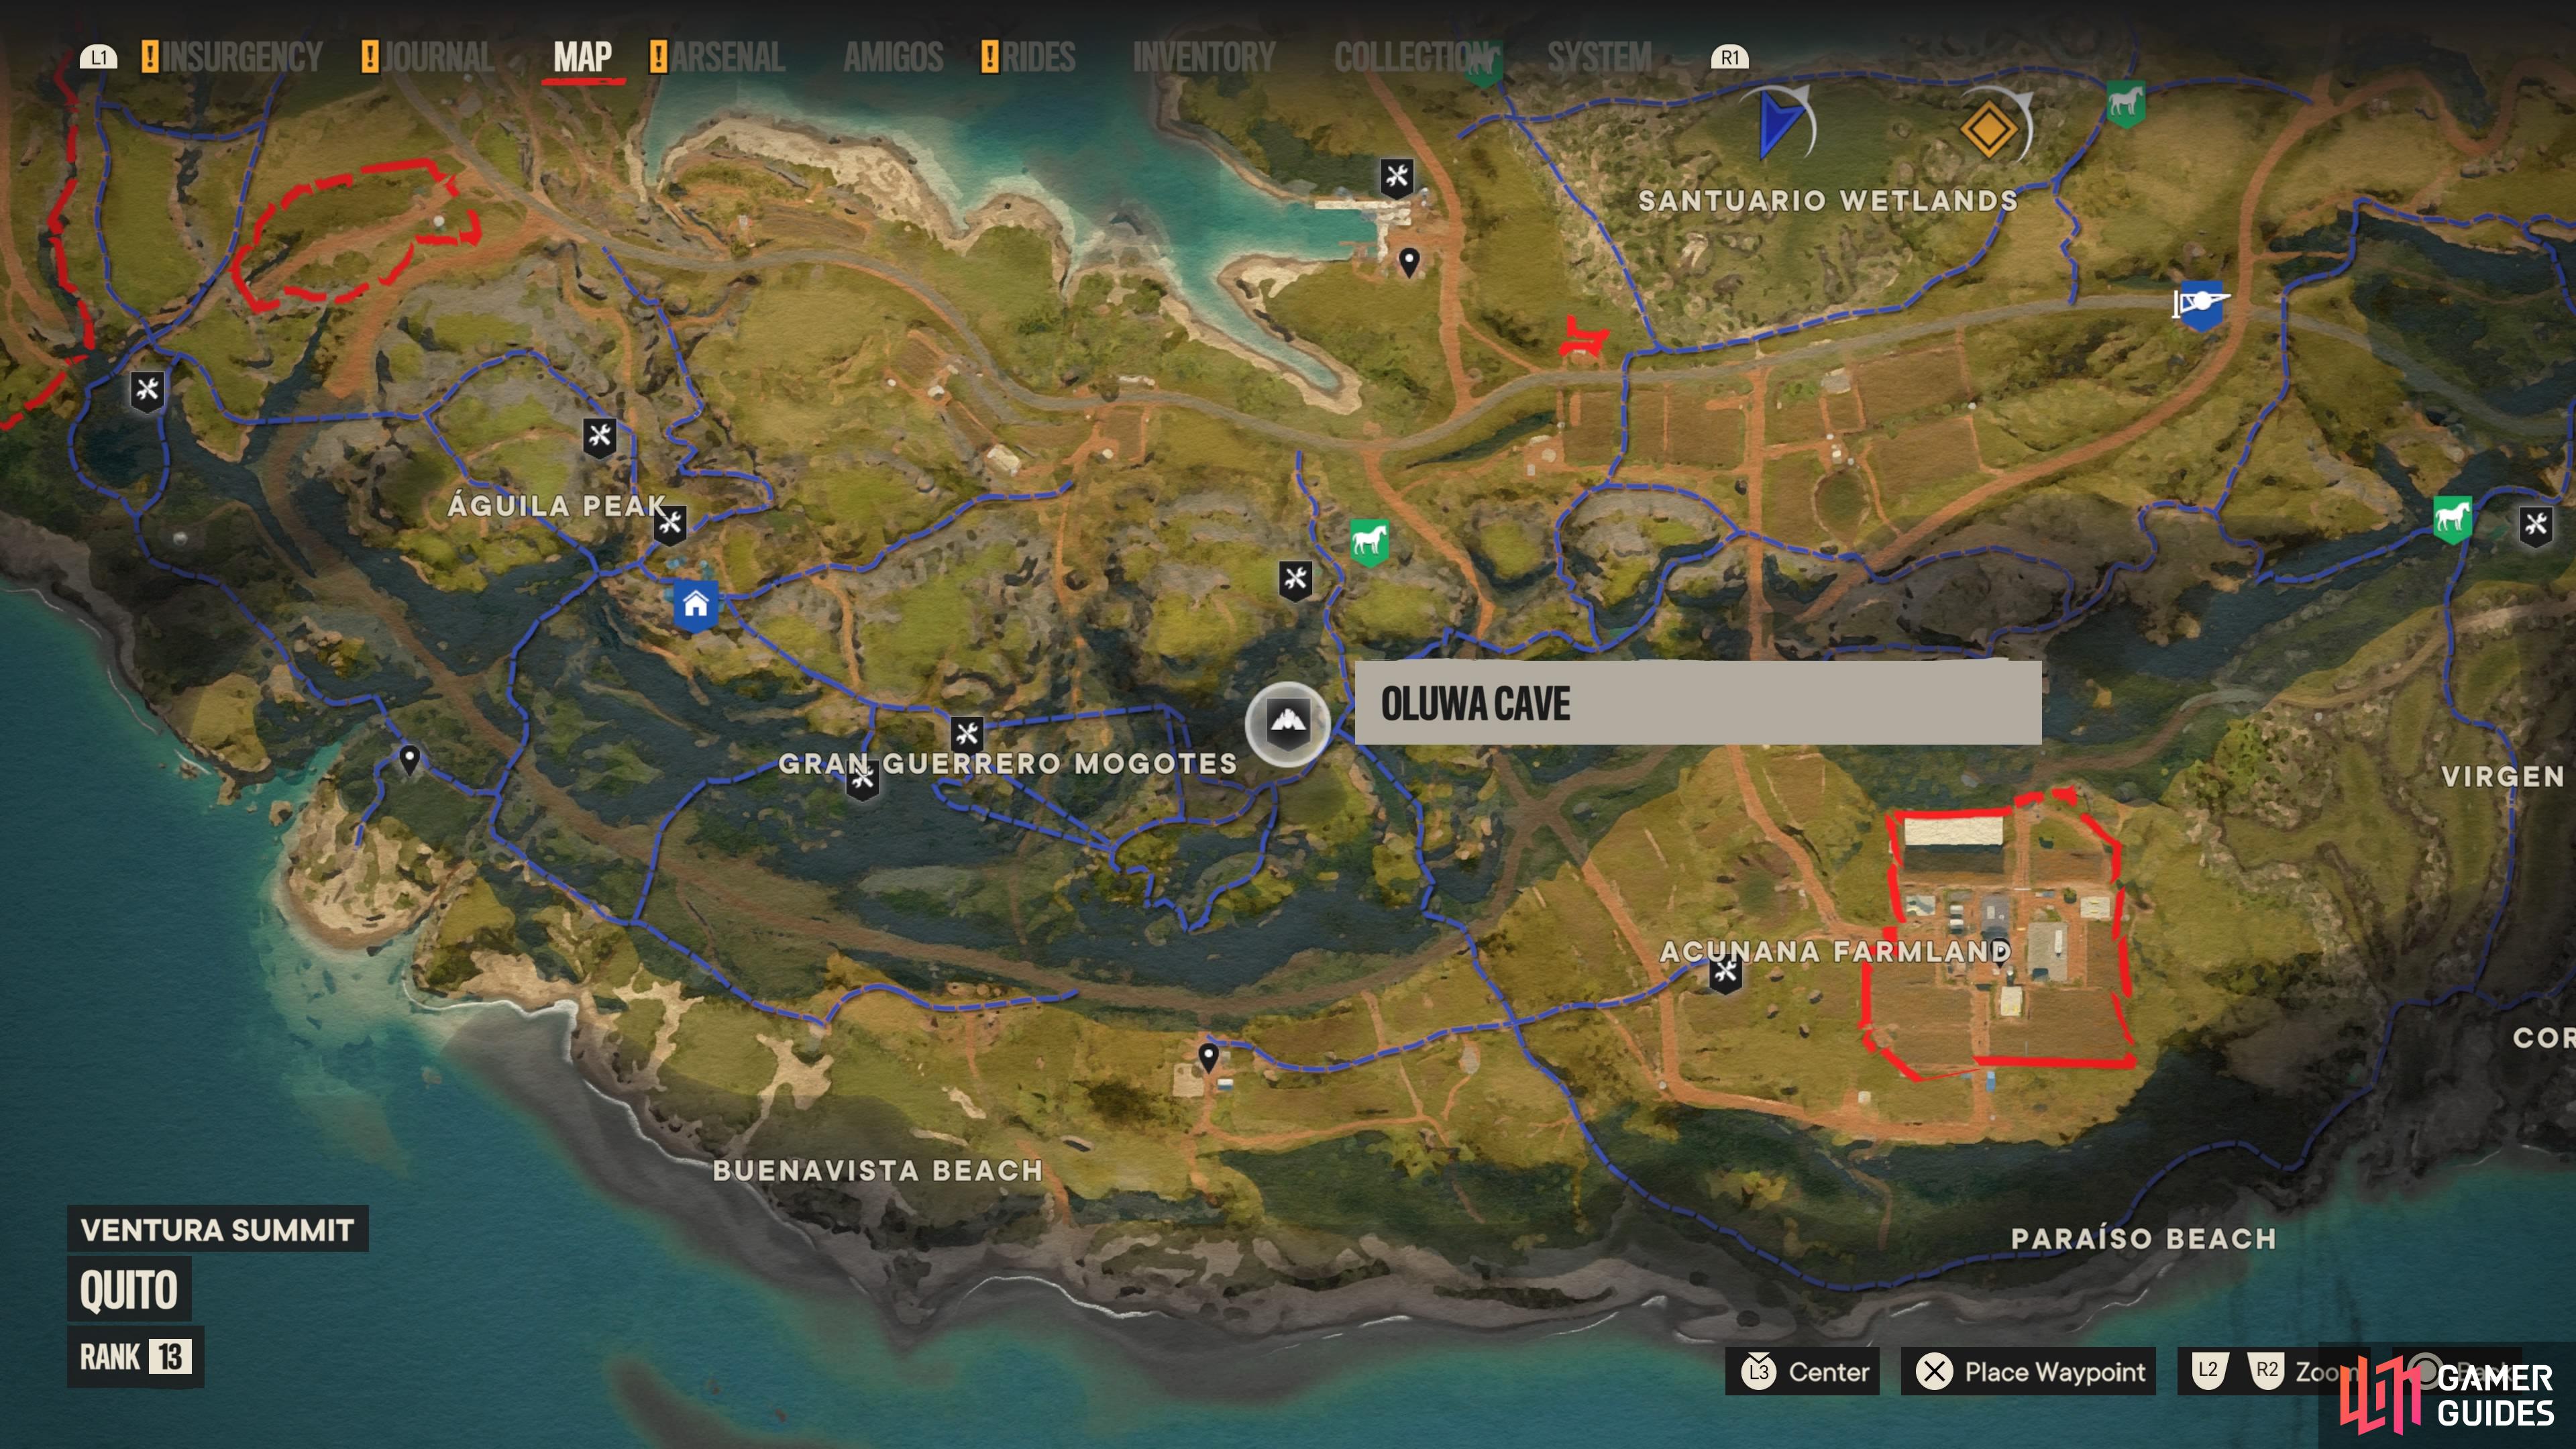 L1 ! INSURGENCY ! JOURNAL MAP ! ARSENAL AMIGOS ! RIDES INVENTORY COLLECTION SYSTEM R1
SANTUARIO WETLANDS
ÁGUILA PEAK
OLUWA CAVE
GRAN GUERRERO MOGOTES
VIRGEN
ACUNANA FARMLAND
COR
BUENAVISTA BEACH
PARAÍSO BEACH
VENTURA SUMMIT
QUITO
RANK 13
L3 Center Place Waypoint L2 R2 Zoom Back
GAMER
GUIDES